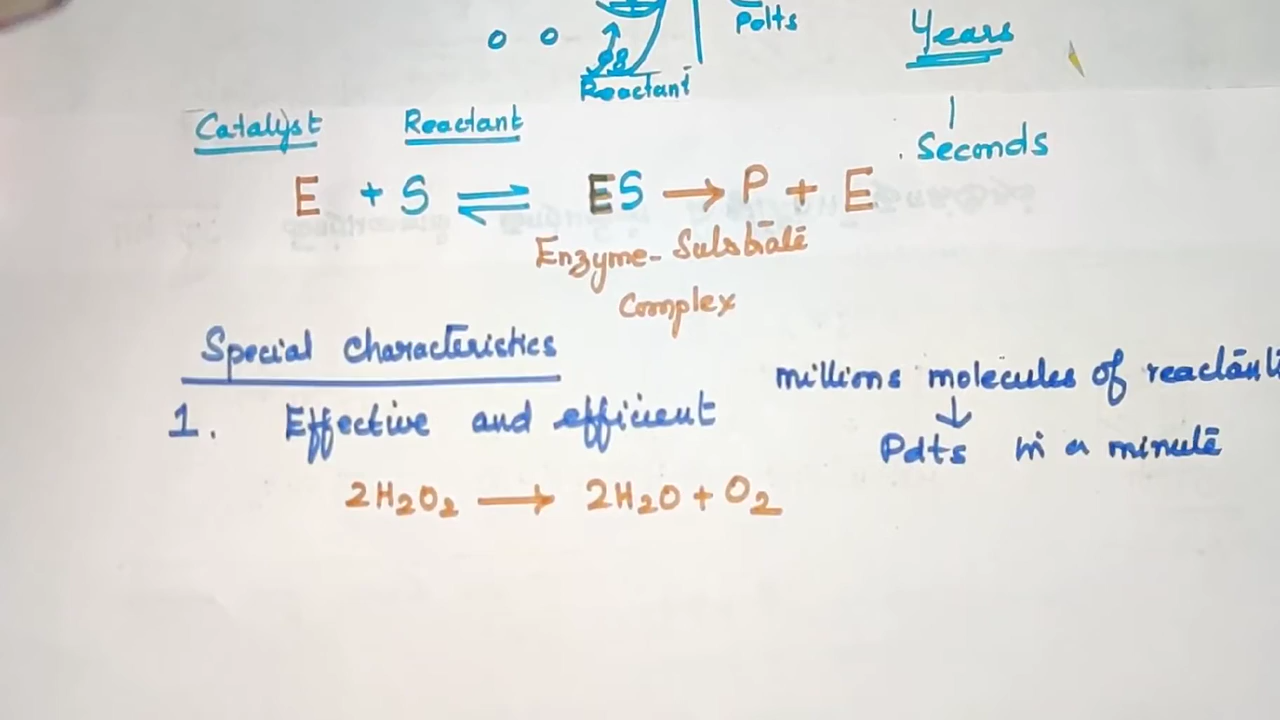 Pdts
Years
Reactant
Catalyst Reactant
Seconds
E + S ⇌ ES → P + E
Enzyme-Substrate
Complex
Special characteristics
1. Effective and efficient
millions molecules of reactants
↓
Pdts in a minute
2H₂O₂ → 2H₂O + O₂